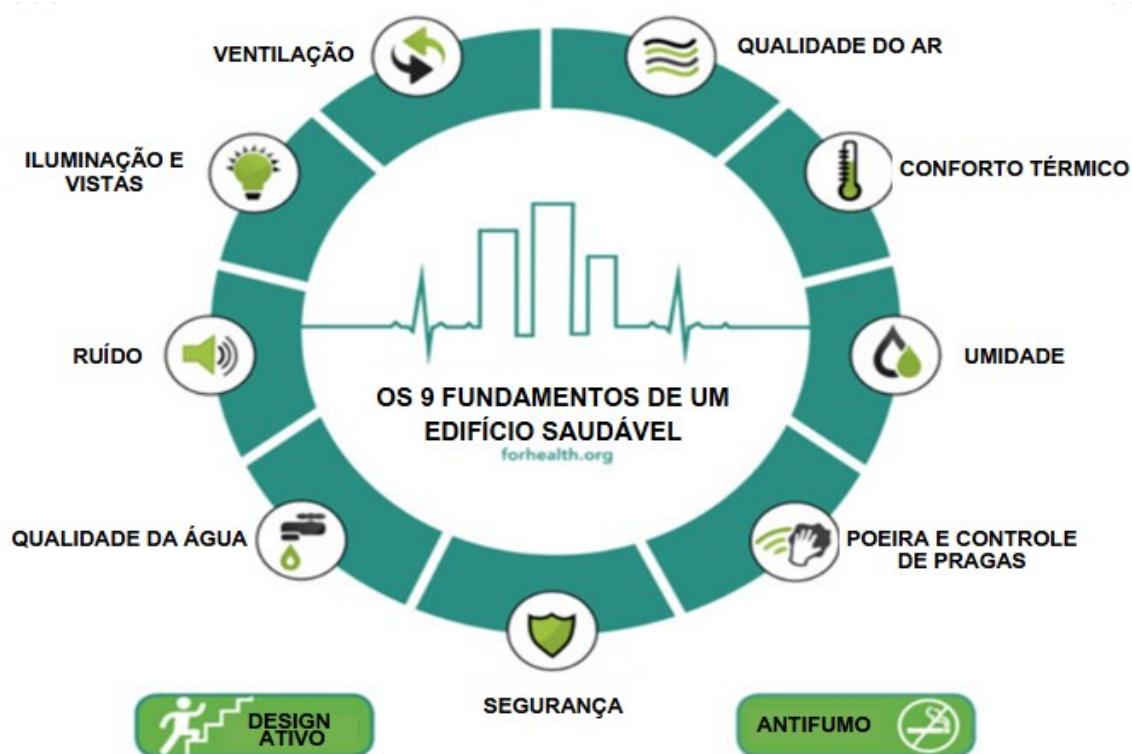 VENTILAÇÃO
QUALIDADE DO AR
ILUMINAÇÃO E
VISTAS
CONFORTO TÉRMICO
RUÍDO
UMIDADE
OS 9 FUNDAMENTOS DE UM
EDIFÍCIO SAUDÁVEL
forhealth.org
QUALIDADE DA ÁGUA
POEIRA E CONTROLE
DE PRAGAS
SEGURANÇA
DESIGN
ATIVO
ANTIFUMO